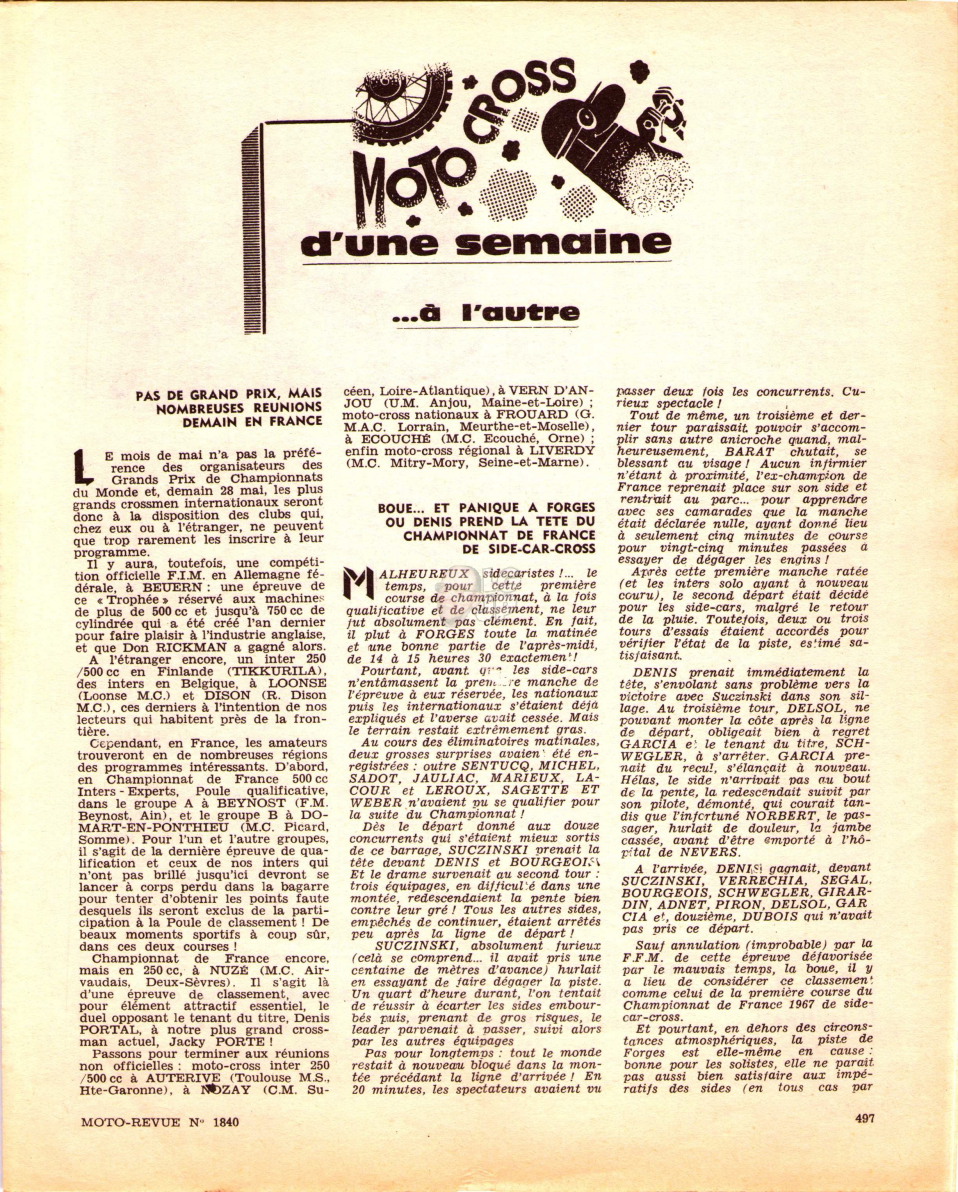 MOTO CROSS
d'une semaine
...à l'autre
PAS DE GRAND PRIX, MAIS
NOMBREUSES REUNIONS
DEMAIN EN FRANCE
LE mois de mai n'a pas la préfé-
rence des organisateurs des
Grands Prix de Championnats
du Monde et, demain 28 mai, les plus
grands crossmen internationaux seront
donc à la disposition des clubs qui,
chez eux ou à l'étranger, ne peuvent
que trop rarement les inscrire à leur
programme.
Il y aura, toutefois, une compéti-
tion officielle F.I.M. en Allemagne fé-
dérale, à BEUERN : une épreuve de
ce « Trophée » réservé aux machines
de plus de 500 cc et jusqu'à 750 cc de
cylindrée qui a été créé l'an dernier
pour faire plaisir à l'industrie anglaise,
et que Don RICKMAN a gagné alors.
A l'étranger encore, un inter 250
/500 cc en Finlande (TIKKURILA),
des inters en Belgique, à LOONSE
(Loonse M.C.) et DISON (R. Dison
M.C.), ces derniers à l'intention de nos
lecteurs qui habitent près de la fron-
tière.
Cependant, en France, les amateurs
trouveront en de nombreuses régions
des programmes intéressants. D'abord,
en Championnat de France 500 cc
Inters - Experts, Poule qualificative,
dans le groupe A à BEYNOST (F.M.
Beynost, Ain), et le groupe B à DO-
MART-EN-PONTHIEU (M.C. Picard,
Somme). Pour l'un et l'autre groupes,
il s'agit de la dernière épreuve de qua-
lification et ceux de nos inters qui
n'ont pas brillé jusqu'ici devront se
lancer à corps perdu dans la bagarre
pour tenter d'obtenir les points faute
desquels ils seront exclus de la parti-
cipation à la Poule de classement ! De
beaux moments sportifs à coup sûr,
dans ces deux courses !
Championnat de France encore,
mais en 250 cc, à NUZÉ (M.C. Air-
vaudais, Deux-Sèvres). Il s'agit là
d'une épreuve de classement, avec
pour élément attractif essentiel, le
duel opposant le tenant du titre, Denis
PORTAL, à notre plus grand cross-
man actuel, Jacky PORTE !
Passons pour terminer aux réunions
non officielles : moto-cross inter 250
/500 cc à AUTERIVE (Toulouse M.S.,
Hte-Garonne), à NOZAY (C.M. Su-
céen, Loire-Atlantique), à VERN D'AN-
JOU (U.M. Anjou, Maine-et-Loire) ;
moto-cross nationaux à FROUARD (G.
M.A.C. Lorrain, Meurthe-et-Moselle),
à ECOUCHÉ (M.C. Ecouché, Orne) ;
enfin moto-cross régional à LIVERDY
(M.C. Mitry-Mory, Seine-et-Marne).
BOUE... ET PANIQUE A FORGES
OU DENIS PREND LA TETE DU
CHAMPIONNAT DE FRANCE
DE SIDE-CAR-CROSS
MALHEUREUX sidecaristes !... le
temps, pour cette première
course de championnat, à la fois
qualificative et de classement, ne leur
fut absolument pas clément. En fait,
il plut à FORGES toute la matinée
et une bonne partie de l'après-midi,
de 14 à 15 heures 30 exactement !
Pourtant, avant que les side-cars
n'entâmassent la première manche de
l'épreuve à eux réservée, les nationaux
puis les internationaux s'étaient déjà
expliqués et l'averse avait cessée. Mais
le terrain restait extrêmement gras.
Au cours des éliminatoires matinales,
deux grosses surprises avaient été en-
registrées : outre SENTUCQ, MICHEL,
SADOT, JAULIAC, MARIEUX, LA-
COUR et LEROUX, SAGETTE ET
WEBER n'avaient pu se qualifier pour
la suite du Championnat !
Dès le départ donné aux douze
concurrents qui s'étaient mieux sortis
de ce barrage, SUCZINSKI prenait la
tête devant DENIS et BOURGEOIS.
Et le drame survenait au second tour :
trois équipages, en difficulté dans une
montée, redescendaient la pente bien
contre leur gré ! Tous les autres sides,
empêchés de continuer, étaient arrêtés
peu après la ligne de départ !
SUCZINSKI, absolument furieux
(celà se comprend... il avait pris une
centaine de mètres d'avance) hurlait
en essayant de faire dégager la piste.
Un quart d'heure durant, l'on tentait
de réussir à écarter les sides embour-
bés puis, prenant de gros risques, le
leader parvenait à passer, suivi alors
par les autres équipages
Pas pour longtemps : tout le monde
restait à nouveau bloqué dans la mon-
tée précédant la ligne d'arrivée ! En
20 minutes, les spectateurs avaient vu
passer deux fois les concurrents. Cu-
rieux spectacle !
Tout de même, un troisième et der-
nier tour paraissait pouvoir s'accom-
plir sans autre anicroche quand, mal-
heureusement, BARAT chutait, se
blessant au visage ! Aucun infirmier
n'étant à proximité, l'ex-champion de
France reprenait place sur son side et
rentrait au parc... pour apprendre
avec ses camarades que la manche
était déclarée nulle, ayant donné lieu
à seulement cinq minutes de course
pour vingt-cinq minutes passées à
essayer de dégager les engins !
Après cette première manche ratée
(et les inters solo ayant à nouveau
couru), le second départ était décidé
pour les side-cars, malgré le retour
de la pluie. Toutefois, deux ou trois
tours d'essais étaient accordés pour
vérifier l'état de la piste, estimé sa-
tisfaisant.
DENIS prenait immédiatement la
tête, s'envolant sans problème vers la
victoire avec Suczinski dans son sil-
lage. Au troisième tour, DELSOL, ne
pouvant monter la côte après la ligne
de départ, obligeait bien à regret
GARCIA et le tenant du titre, SCH-
WEGLER, à s'arrêter. GARCIA pre-
nait du recul, s'élançait à nouveau.
Hélas, le side n'arrivait pas au bout
de la pente, la redescendait suivit par
son pilote, démonté, qui courait tan-
dis que l'infortuné NORBERT, le pas-
sager, hurlait de douleur, la jambe
cassée, avant d'être emporté à l'hô-
pital de NEVERS.
A l'arrivée, DENIS gagnait, devant
SUCZINSKI, VERRECHIA, SEGAL,
BOURGEOIS, SCHWEGLER, GIRAR-
DIN, ADNET, PIRON, DELSOL, GAR
CIA et, douzième, DUBOIS qui n'avait
pas pris ce départ.
Sauf annulation (improbable) par la
F.F.M. de cette épreuve défavorisée
par le mauvais temps, la boue, il y
a lieu de considérer ce classement
comme celui de la première course du
Championnat de France 1967 de side-
car-cross.
Et pourtant, en dehors des circons-
tances atmosphériques, la piste de
Forges est elle-même en cause :
bonne pour les solistes, elle ne parait
pas aussi bien satisfaire aux impé-
ratifs des sides (en tous cas par
MOTO-REVUE N° 1840
497